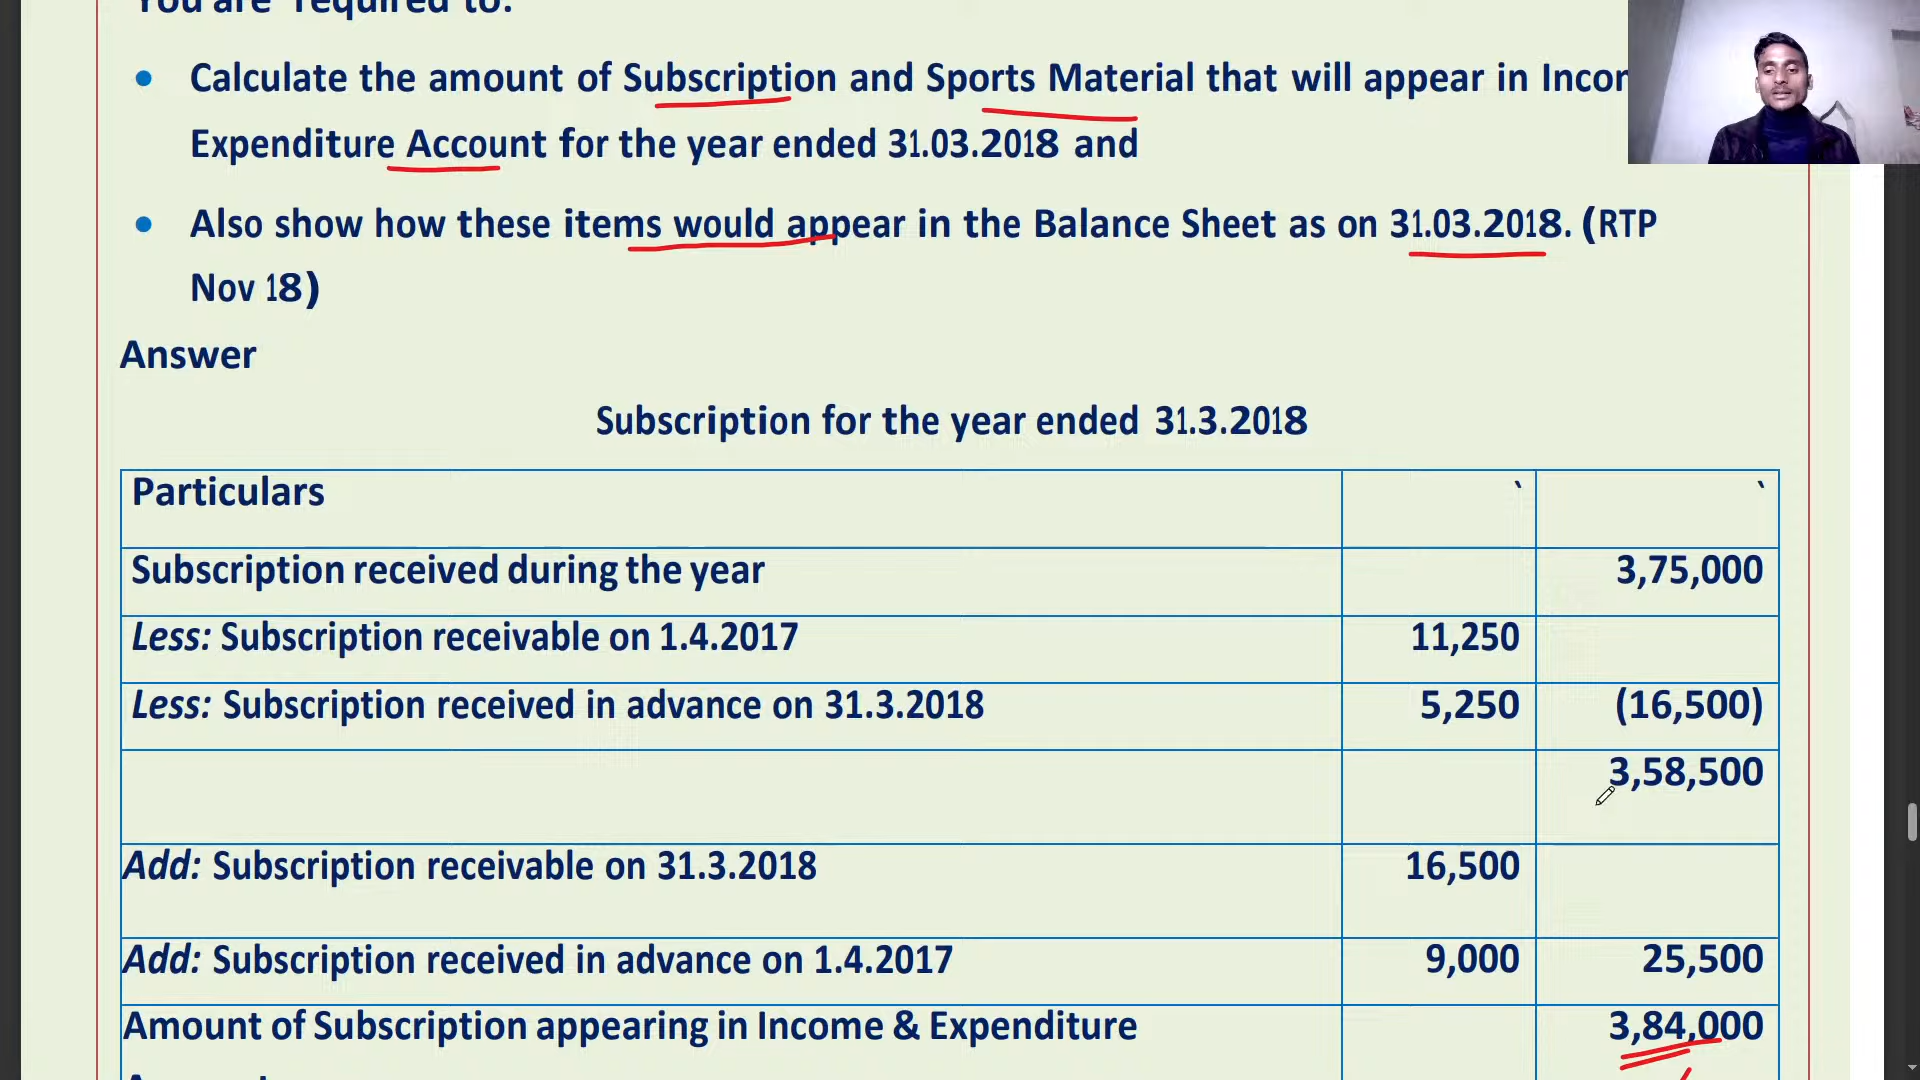 You are required to:
• Calculate the amount of Subscription and Sports Material that will appear in
Expenditure Account for the year ended 31.03.2018 and
• Also show how these items would appear in the Balance Sheet as on 31.03.2018. (RTP
Nov 18)
Answer
Subscription for the year ended 31.3.2018
Particulars ` `
Subscription received during the year 3,75,000
Less: Subscription receivable on 1.4.2017 11,250
Less: Subscription received in advance on 31.3.2018 5,250 (16,500)
3,58,500
Add: Subscription receivable on 31.3.2018 16,500
Add: Subscription received in advance on 1.4.2017 9,000 25,500
Amount of Subscription appearing in Income & Expenditure 3,84,000